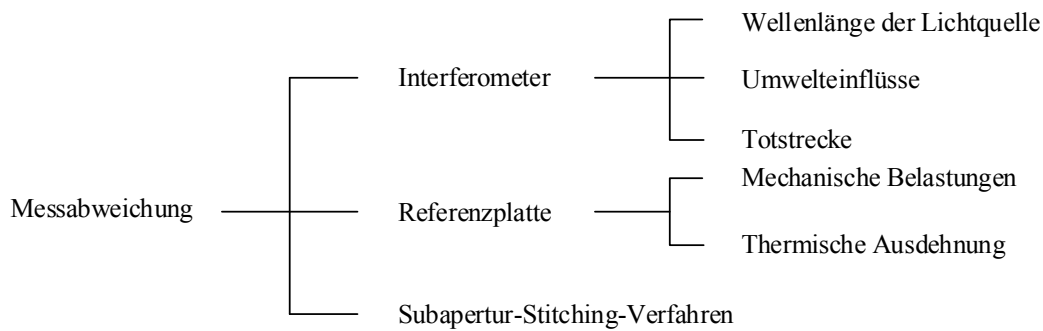 Wellenlänge der Lichtquelle
Interferometer
Umwelteinflüsse
Totstrecke
Mechanische Belastungen
Messabweichung
Referenzplatte
Thermische Ausdehnung
Subapertur-Stitching-Verfahren